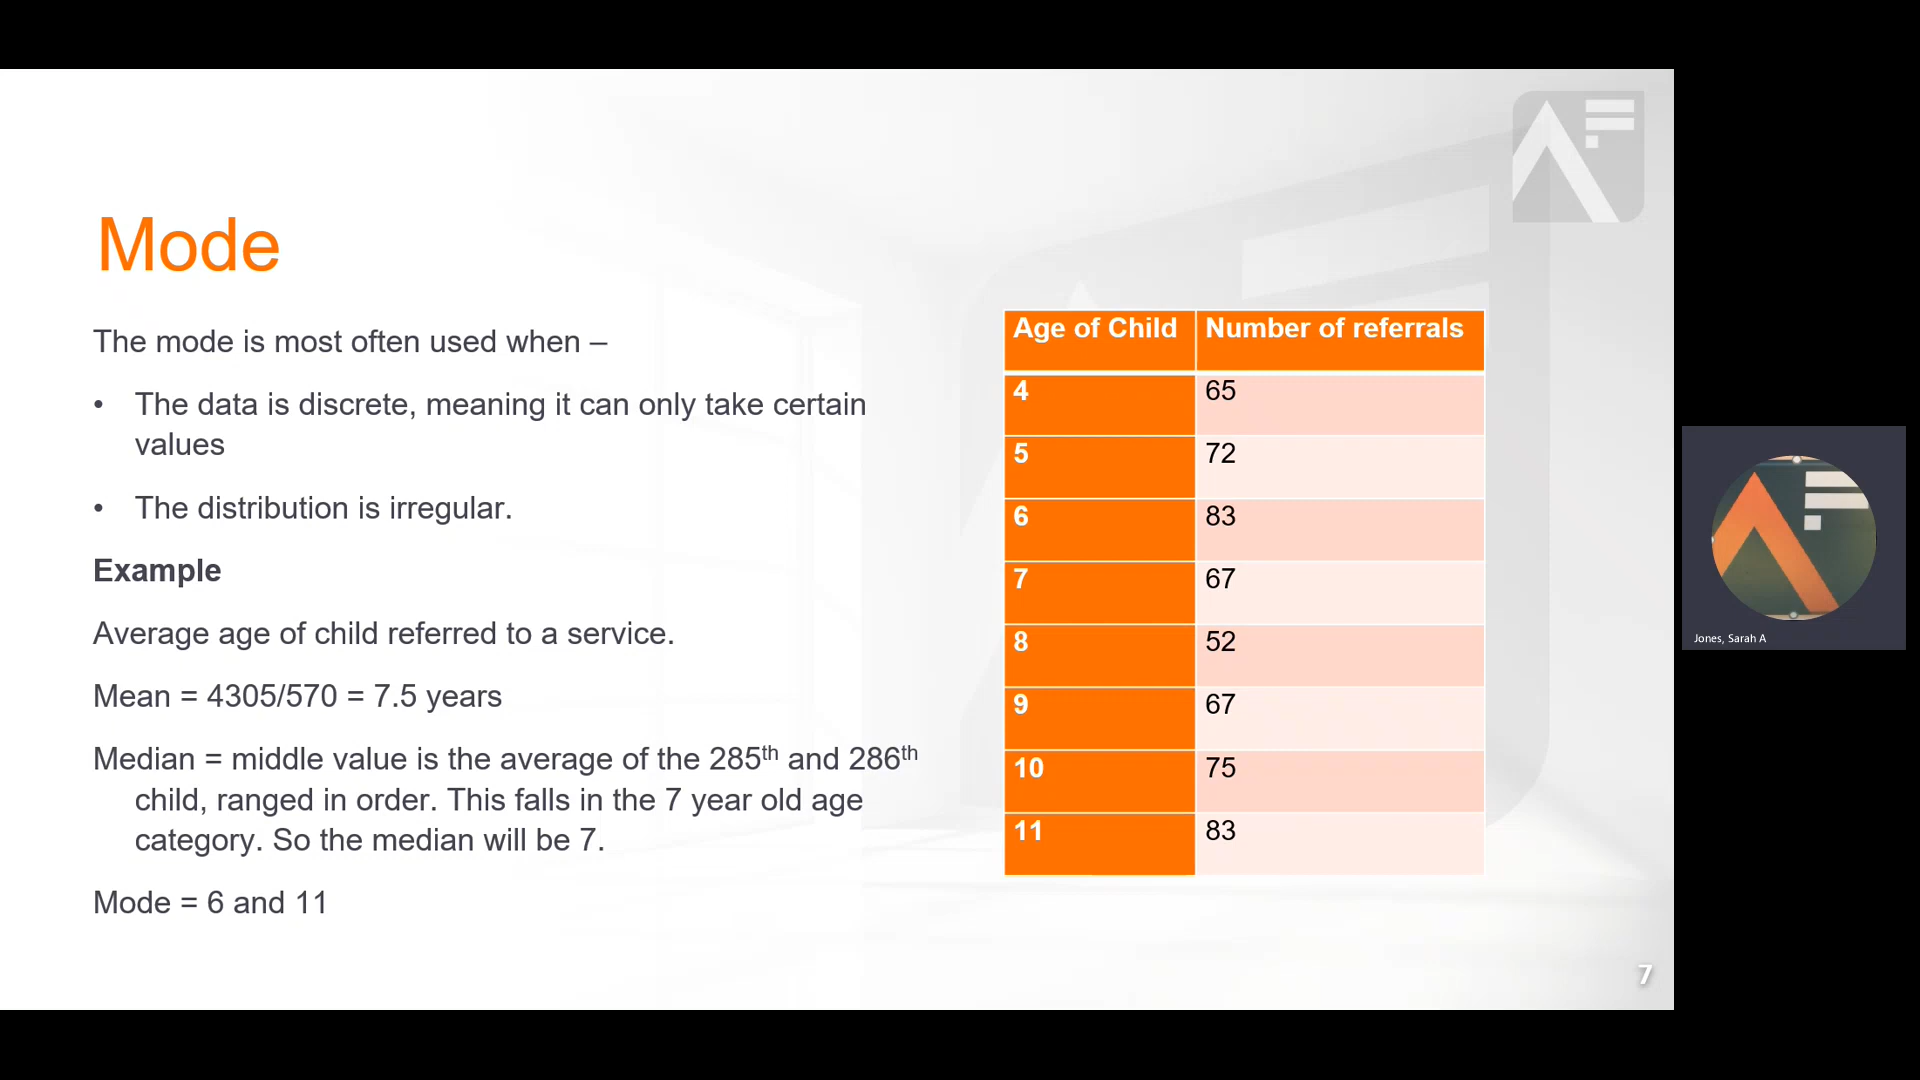 Mode
The mode is most often used when –
• The data is discrete, meaning it can only take certain
values
• The distribution is irregular.
Example
Average age of child referred to a service.
Mean = 4305/570 = 7.5 years
Median = middle value is the average of the 285th and 286th
child, ranged in order. This falls in the 7 year old age
category. So the median will be 7.
Mode = 6 and 11
Age of Child Number of referrals
4 65
5 72
6 83
7 67
8 52
9 67
10 75
11 83
7
Jones, Sarah A